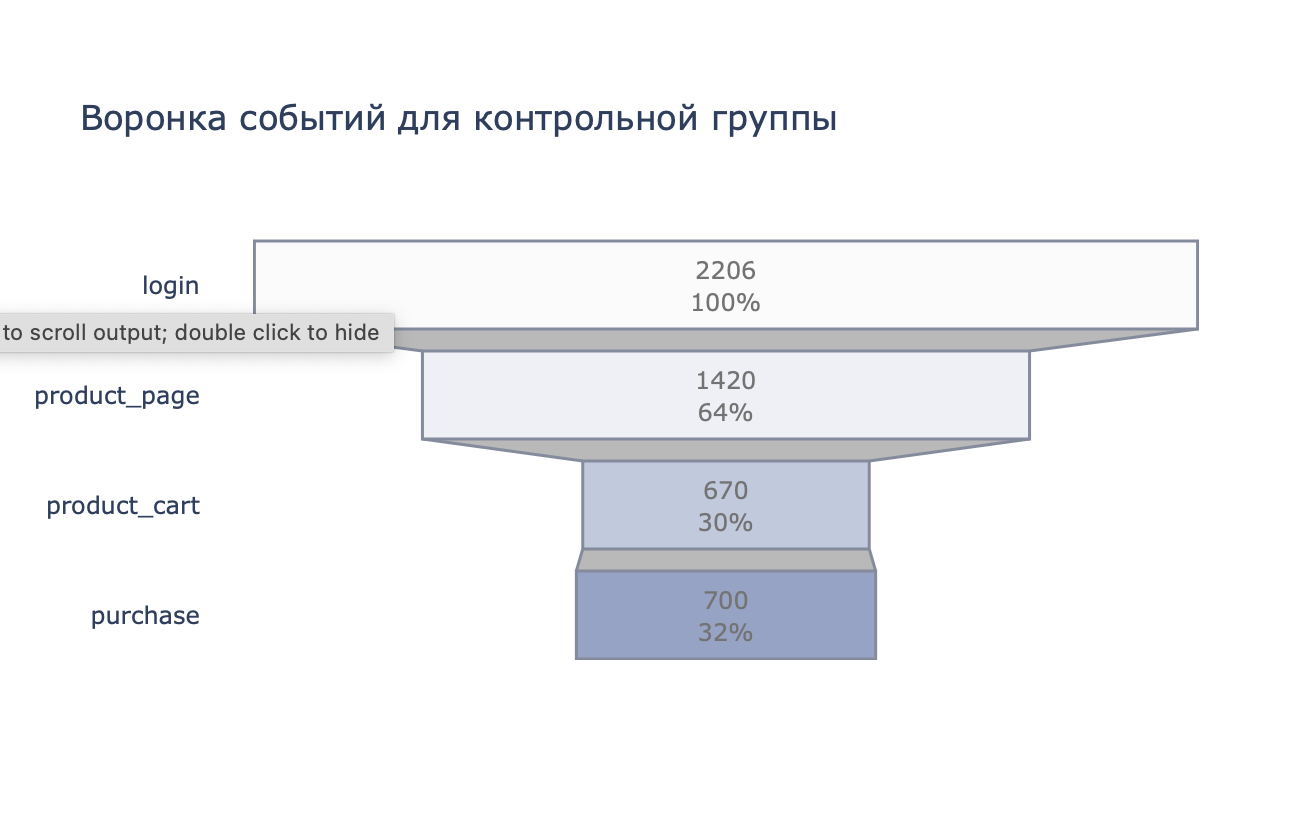 Воронка событий для контрольной группы
login
2206
100%
to scroll output; double click to hide
product_page
1420
64%
product_cart
670
30%
purchase
700
32%